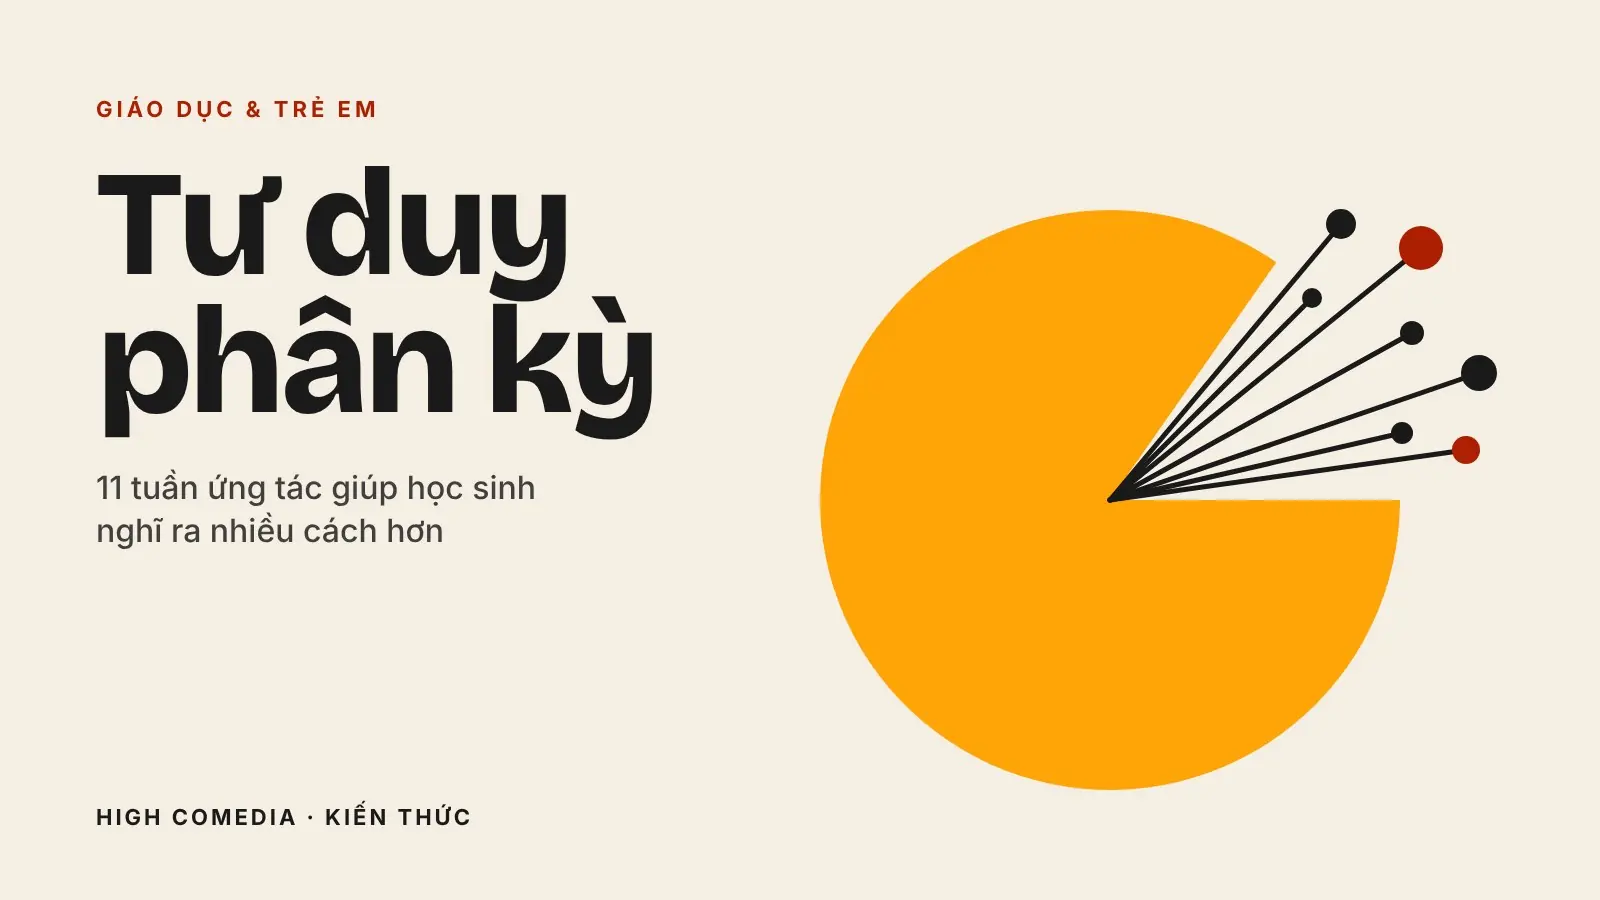 GIÁO DỤC & TRẺ EM
Tư duy
phân kỳ
11 tuần ứng tác giúp học sinh
nghĩ ra nhiều cách hơn
HIGH COMEDIA · KIẾN THỨC